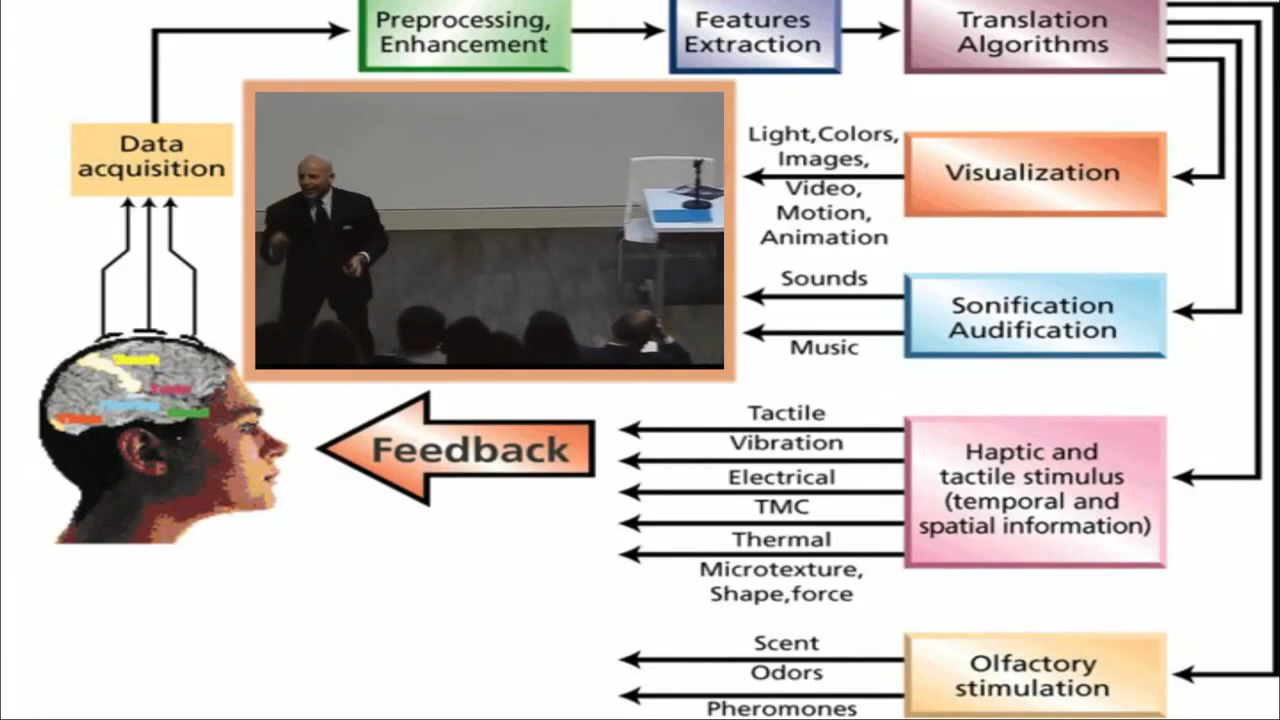 Preprocessing,
Enhancement
Features
Extraction
Translation
Algorithms
Data
acquisition
Light,Colors,
Images,
Video,
Motion,
Animation
Visualization
Sounds
Music
Sonification
Audification
Feedback
Tactile
Vibration
Electrical
TMC
Thermal
Microtexture,
Shape,force
Haptic and
tactile stimulus
(temporal and
spatial information)
Scent
Odors
Pheromones
Olfactory
stimulation